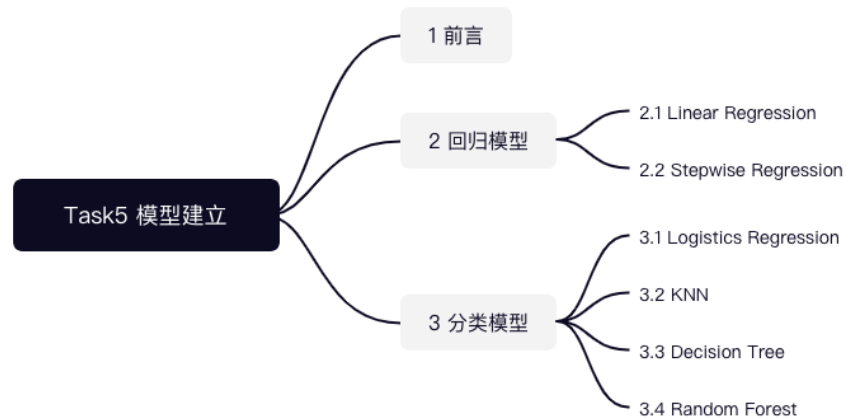 Task5 模型建立
1 前言
2 回归模型
2.1 Linear Regression
2.2 Stepwise Regression
3 分类模型
3.1 Logistics Regression
3.2 KNN
3.3 Decision Tree
3.4 Random Forest